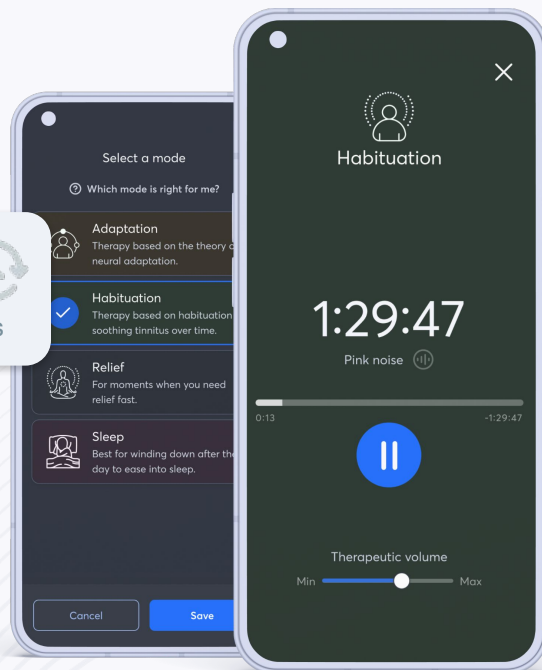 Select a mode
Which mode is right for me?
Adaptation
Therapy based on the theory
neural adaptation.
Habituation
Therapy based on habituation
soothing tinnitus over time.
Relief
For moments when you need
relief fast.
Sleep
Best for winding down after the
day to ease into sleep.
Cancel
Save
Habituation
1:29:47
Pink noise
0:13
-1:29:47
Therapeutic volume
Min
Max